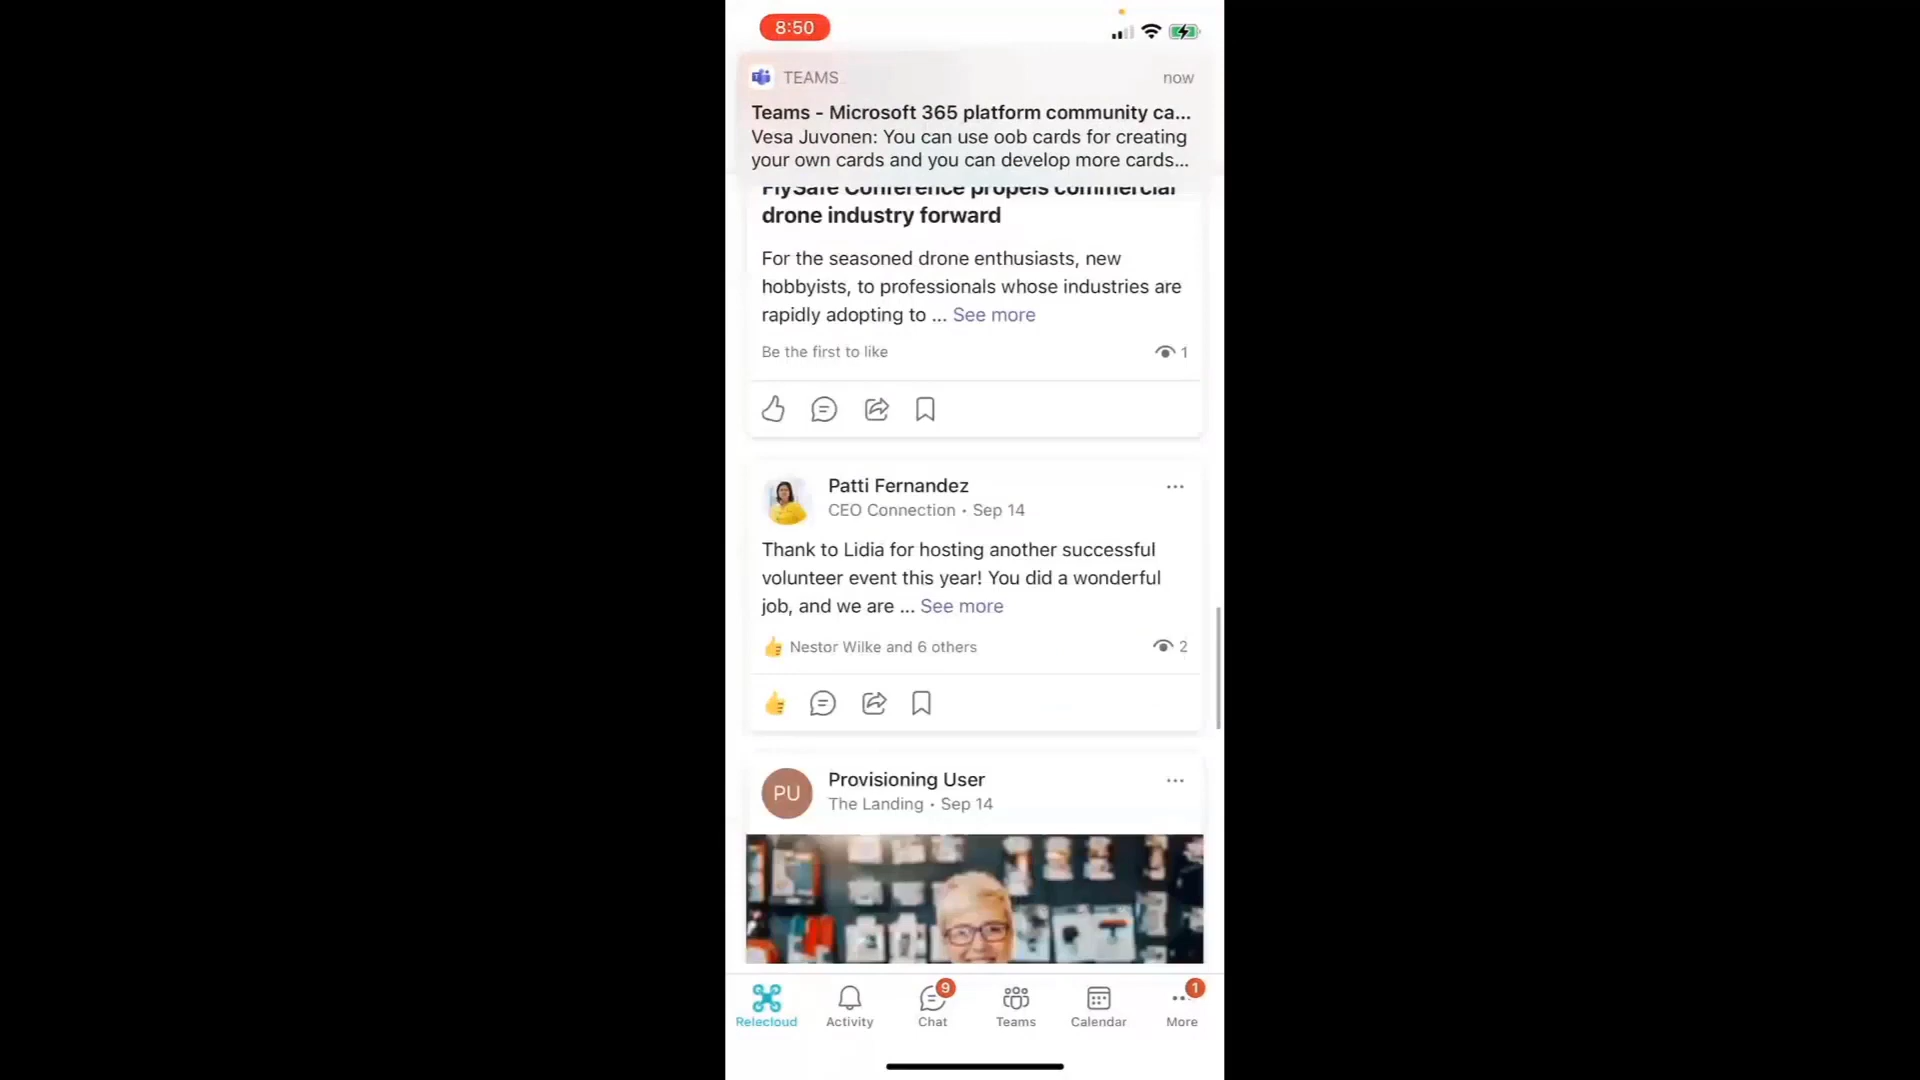 8:50
TEAMS
now
Teams - Microsoft 365 platform community ca...
Vesa Juvonen: You can use oob cards for creating
your own cards and you can develop more cards...
FlySafe Conference propels commercial
drone industry forward
For the seasoned drone enthusiasts, new
hobbyists, to professionals whose industries are
rapidly adopting to ... See more
Be the first to like
1
Patti Fernandez
CEO Connection • Sep 14
Thank to Lidia for hosting another successful
volunteer event this year! You did a wonderful
job, and we are ... See more
Nestor Wilke and 6 others
2
PU
Provisioning User
The Landing • Sep 14
9
1
Relecloud
Activity
Chat
Teams
Calendar
More